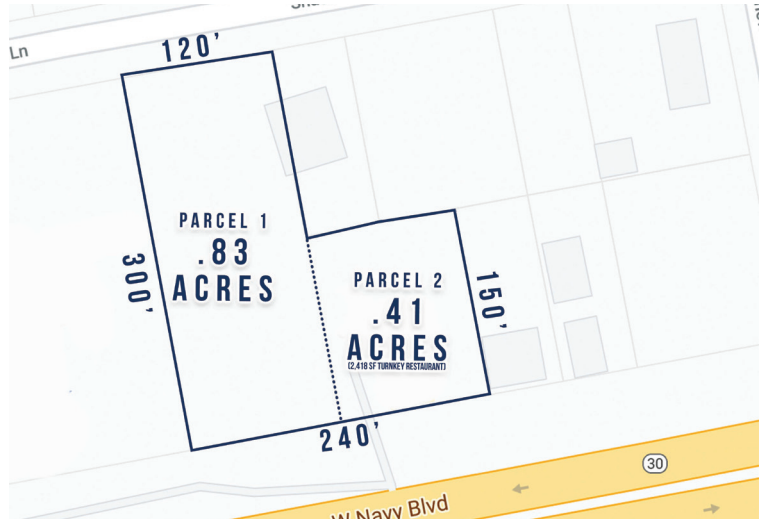 Ln
120'
PARCEL 1
.83
ACRES
300'
PARCEL 2
.41
ACRES
(2,418 SF TURNKEY RESTAURANT)
150'
240'
30
W Navy Blvd